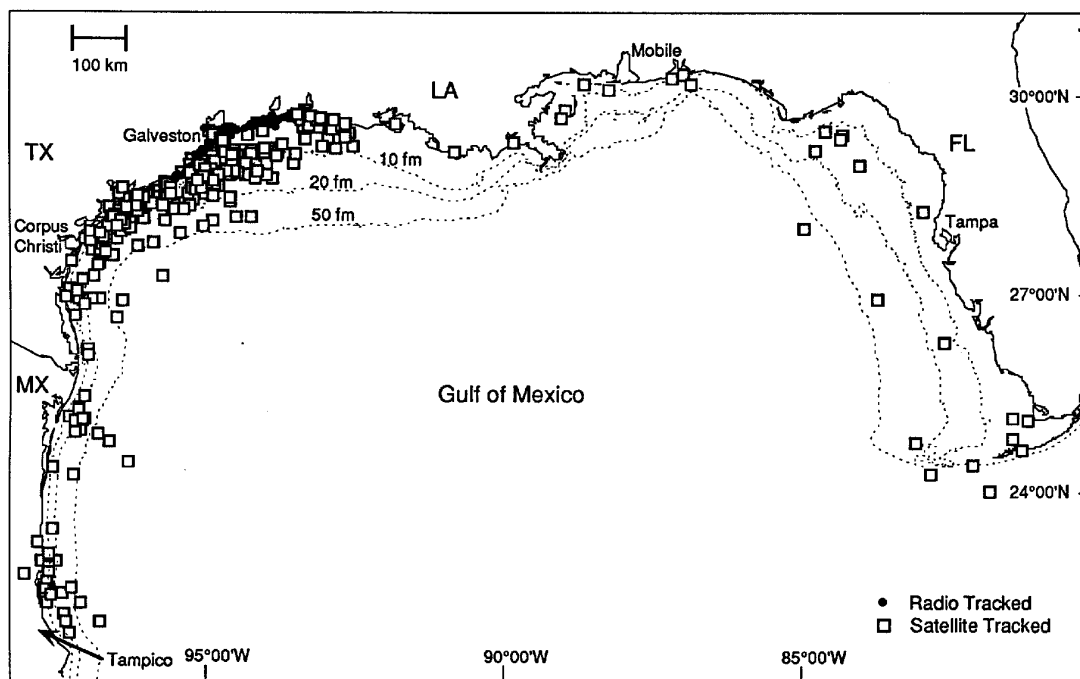 100 km
Mobile
LA
30°00'N
Galveston
TX
10 fm
FL
20 fm
50 fm
Corpus
Christi
Tampa
27°00'N
MX
Gulf of Mexico
24°00'N
Radio Tracked
Satellite Tracked
Tampico
95°00'W
90°00'W
85°00'W